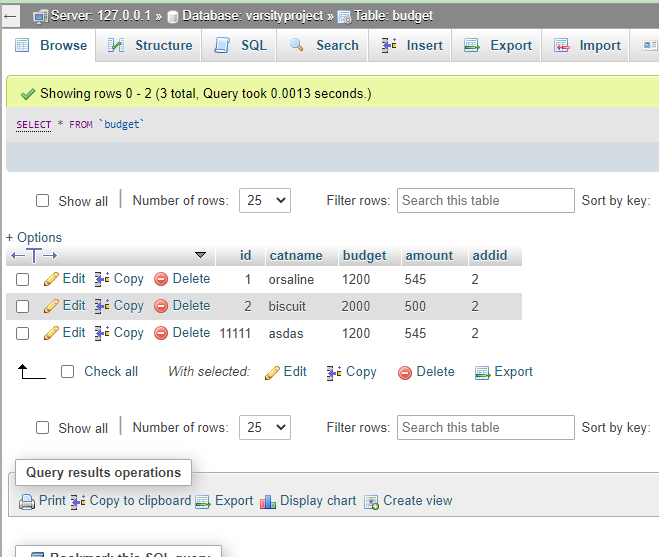 Server: 127.0.0.1 » Database: varsityproject » Table: budget
Browse Structure SQL Search Insert Export Import
Showing rows 0 - 2 (3 total, Query took 0.0013 seconds.)
SELECT * FROM `budget`
Show all Number of rows: 25 Filter rows: Search this table Sort by key:
+ Options
id catname budget amount addid
Edit Copy Delete 1 orsaline 1200 545 2
Edit Copy Delete 2 biscuit 2000 500 2
Edit Copy Delete 11111 asdas 1200 545 2
Check all With selected: Edit Copy Delete Export
Show all Number of rows: 25 Filter rows: Search this table Sort by key:
Query results operations
Print Copy to clipboard Export Display chart Create view
Bookmark this SQL query